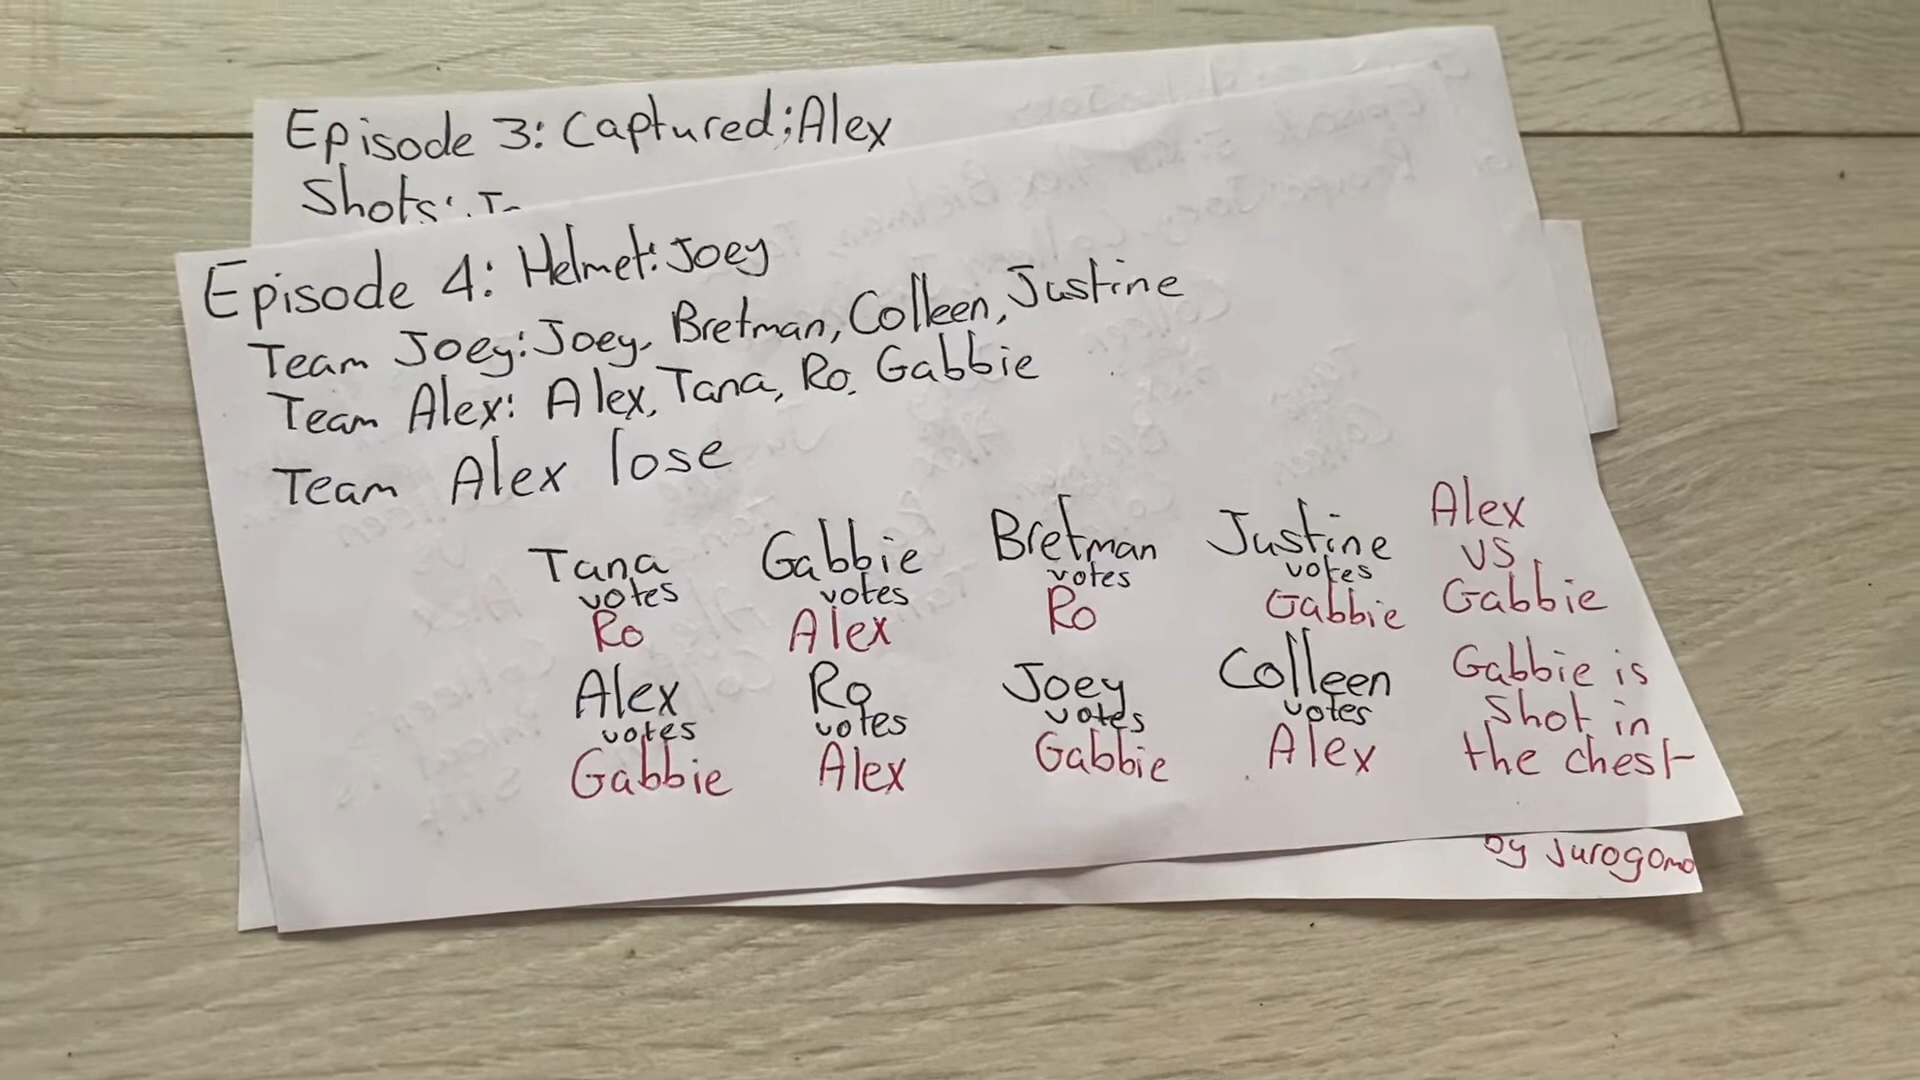 Episode 3: Captured: Alex
Shots:
Episode 4: Helmet: Joey
Team Joey: Joey, Bretman, Colleen, Justine
Team Alex: Alex, Tana, Ro, Gabbie
Team Alex lose
Tana
votes
Ro
Gabbie
votes
Alex
Bretman
votes
Ro
Justine
votes
Gabbie
Alex
votes
Gabbie
Ro
votes
Alex
Joey
votes
Gabbie
Colleen
votes
Alex
Alex
vs
Gabbie
Gabbie is
shot in
the chest
by jurogomo